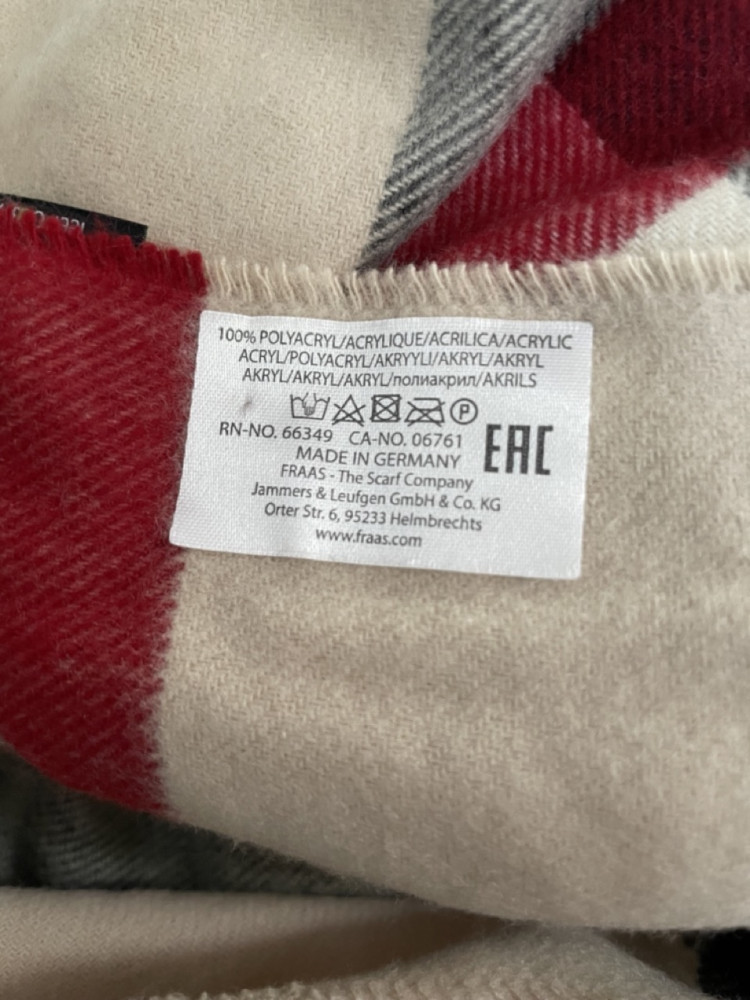 100% POLYACRYL/ACRYLIQUE/ACRILICA/ACRYLIC
ACRYL/POLYACRYL/AKRYYLI/AKRYL/AKRYL
AKRYL/AKRYL/AKRYL/полиакрил/AKRILS
P
RN-NO. 66349 CA-NO. 06761
EAC
MADE IN GERMANY
FRAAS - The Scarf Company
Jammers & Leufgen GmbH & Co. KG
Orter Str. 6, 95233 Helmbrechts
www.fraas.com